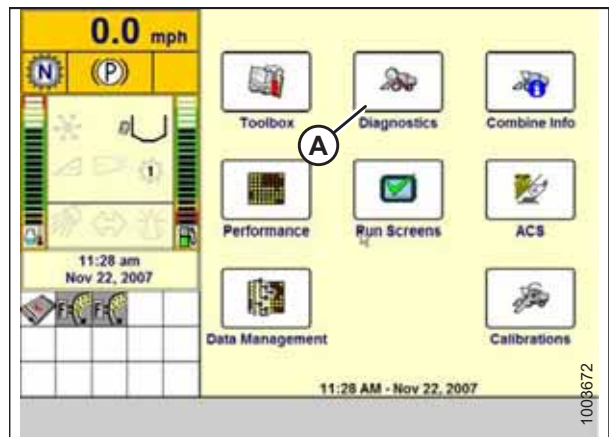 0.0 mph
N
(P)
1
11:28 am
Nov 22, 2007
F=
F=
Toolbox
Diagnostics
Combine Info
A
Performance
Run Screens
ACS
Data Management
Calibrations
11:28 AM - Nov 22, 2007
1003672